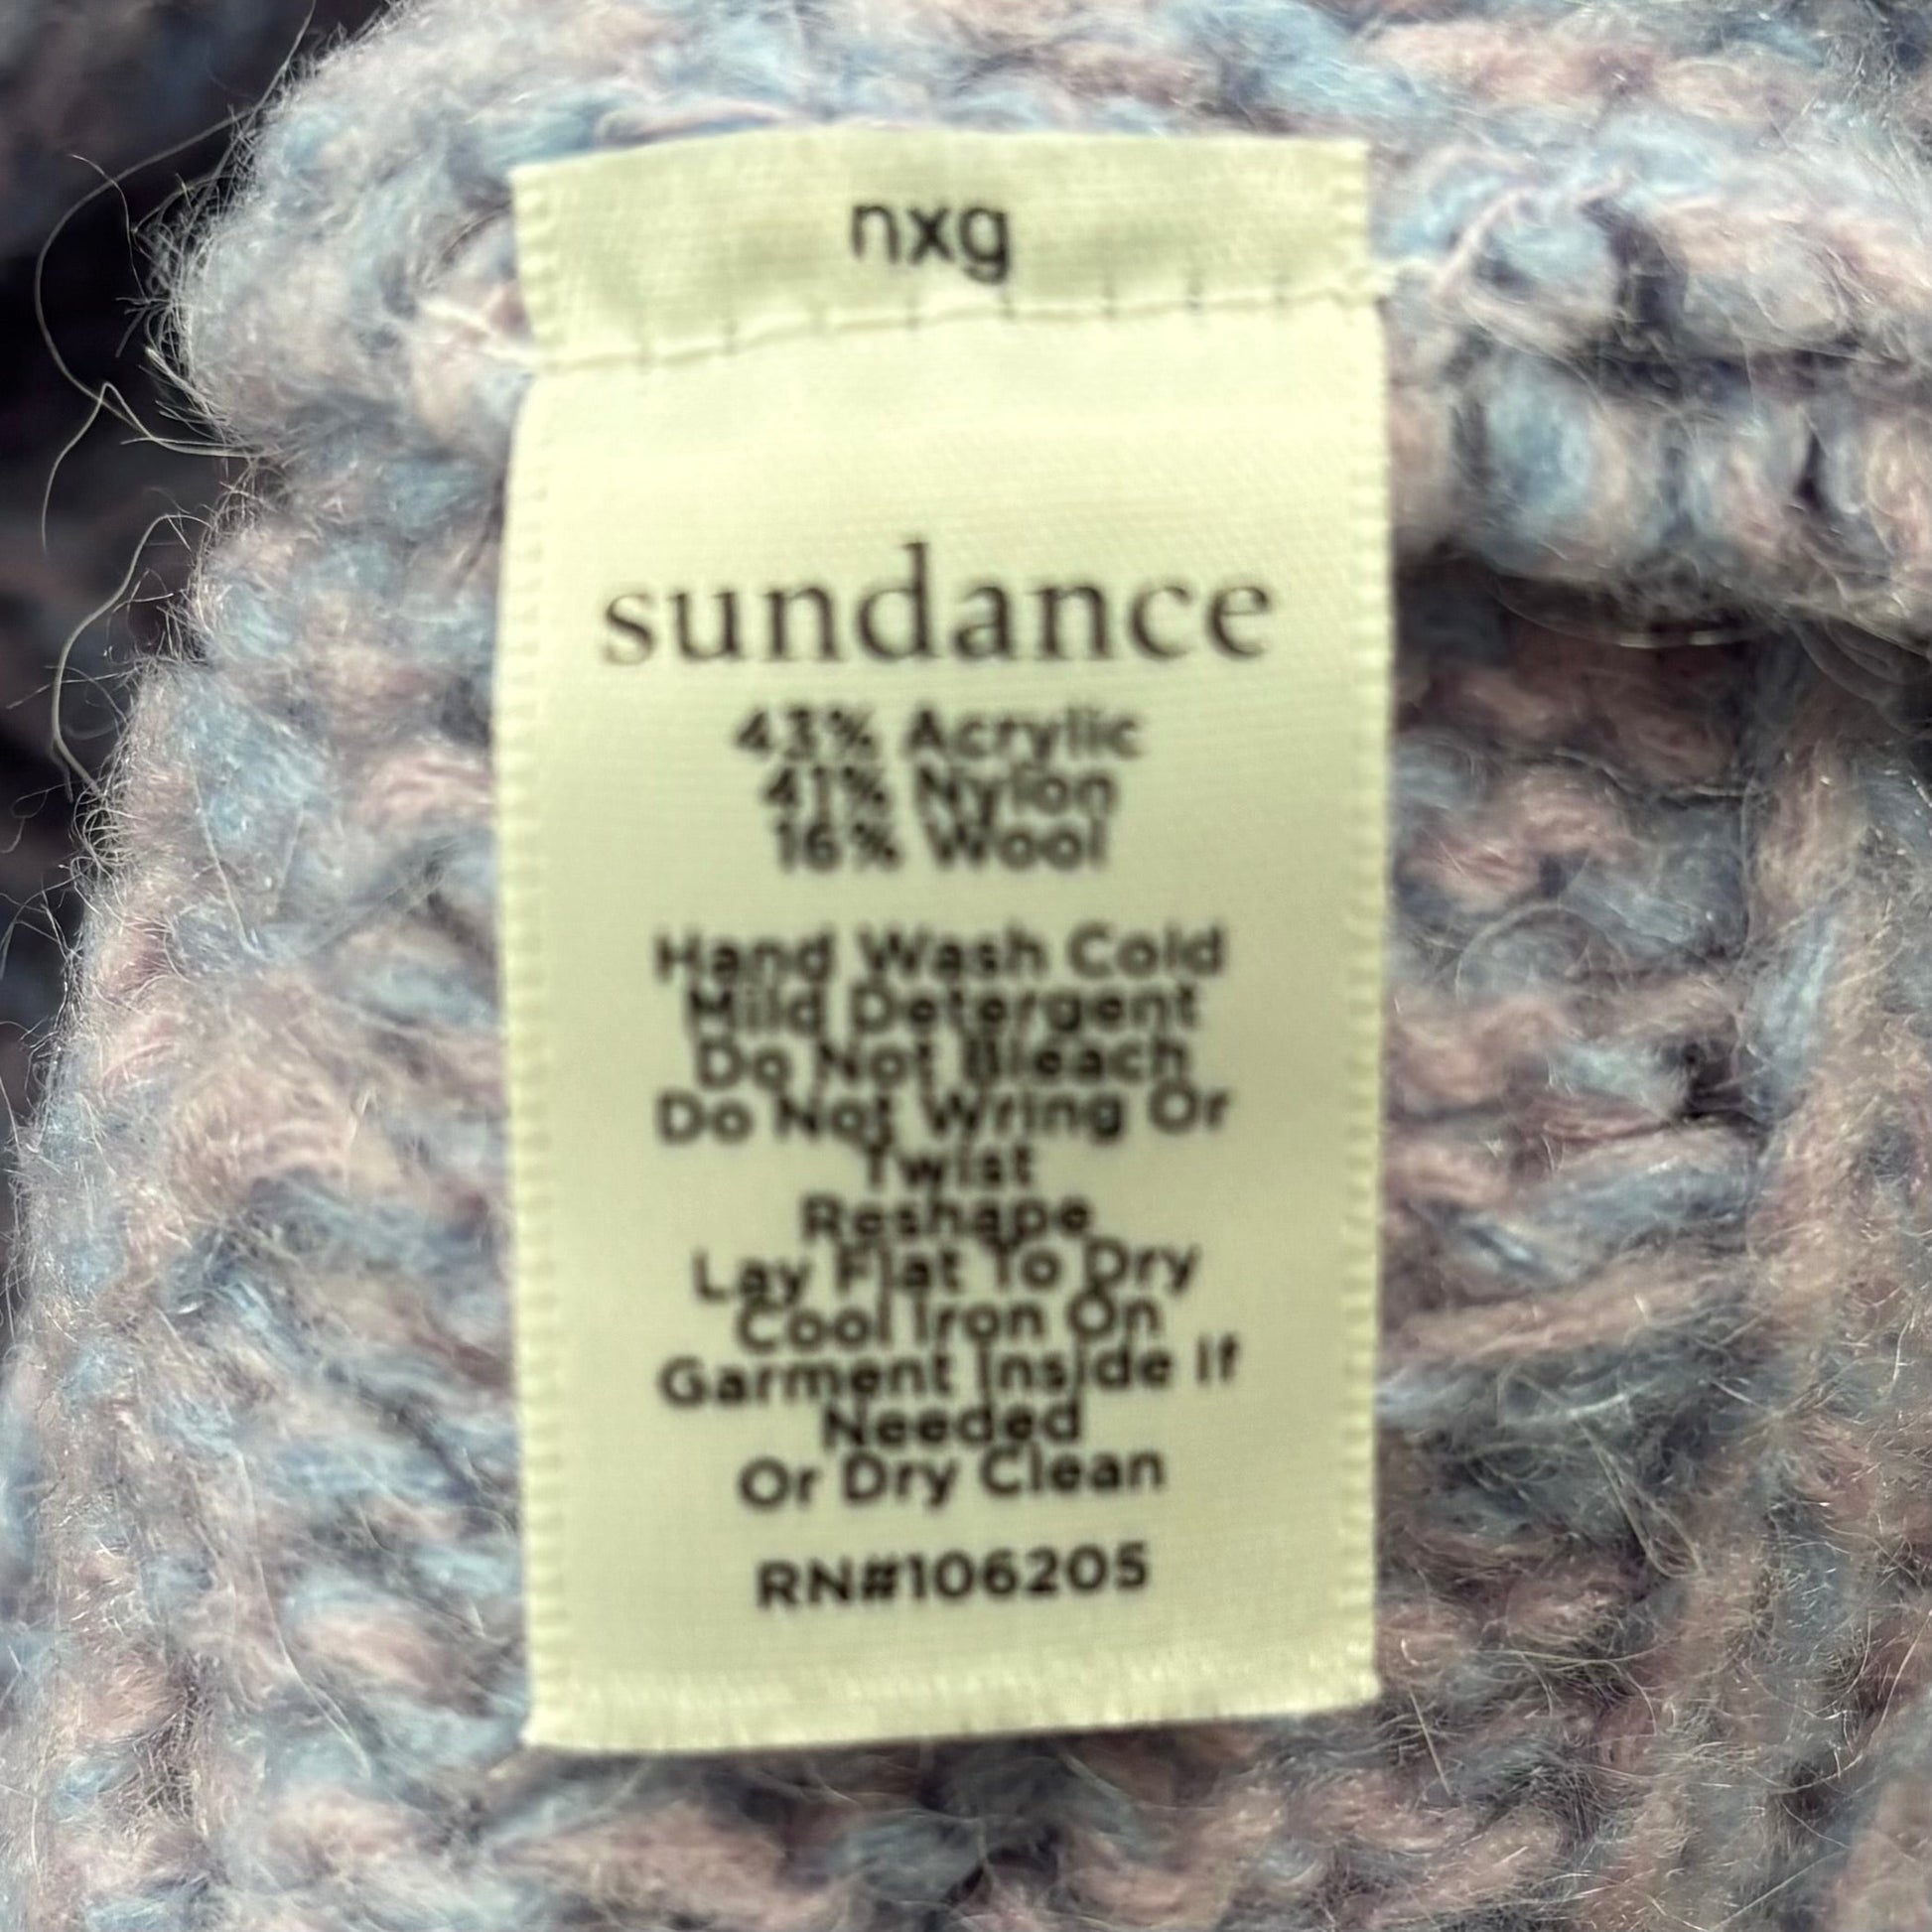 nxg
sundance
43% Acrylic
41% Nylon
16% Wool
Hand Wash Cold
Mild Detergent
Do Not Bleach
Do Not Wring Or
Twist
Reshape
Lay Flat To Dry
Cool Iron On
Garment Inside If
Needed
Or Dry Clean
RN#106205